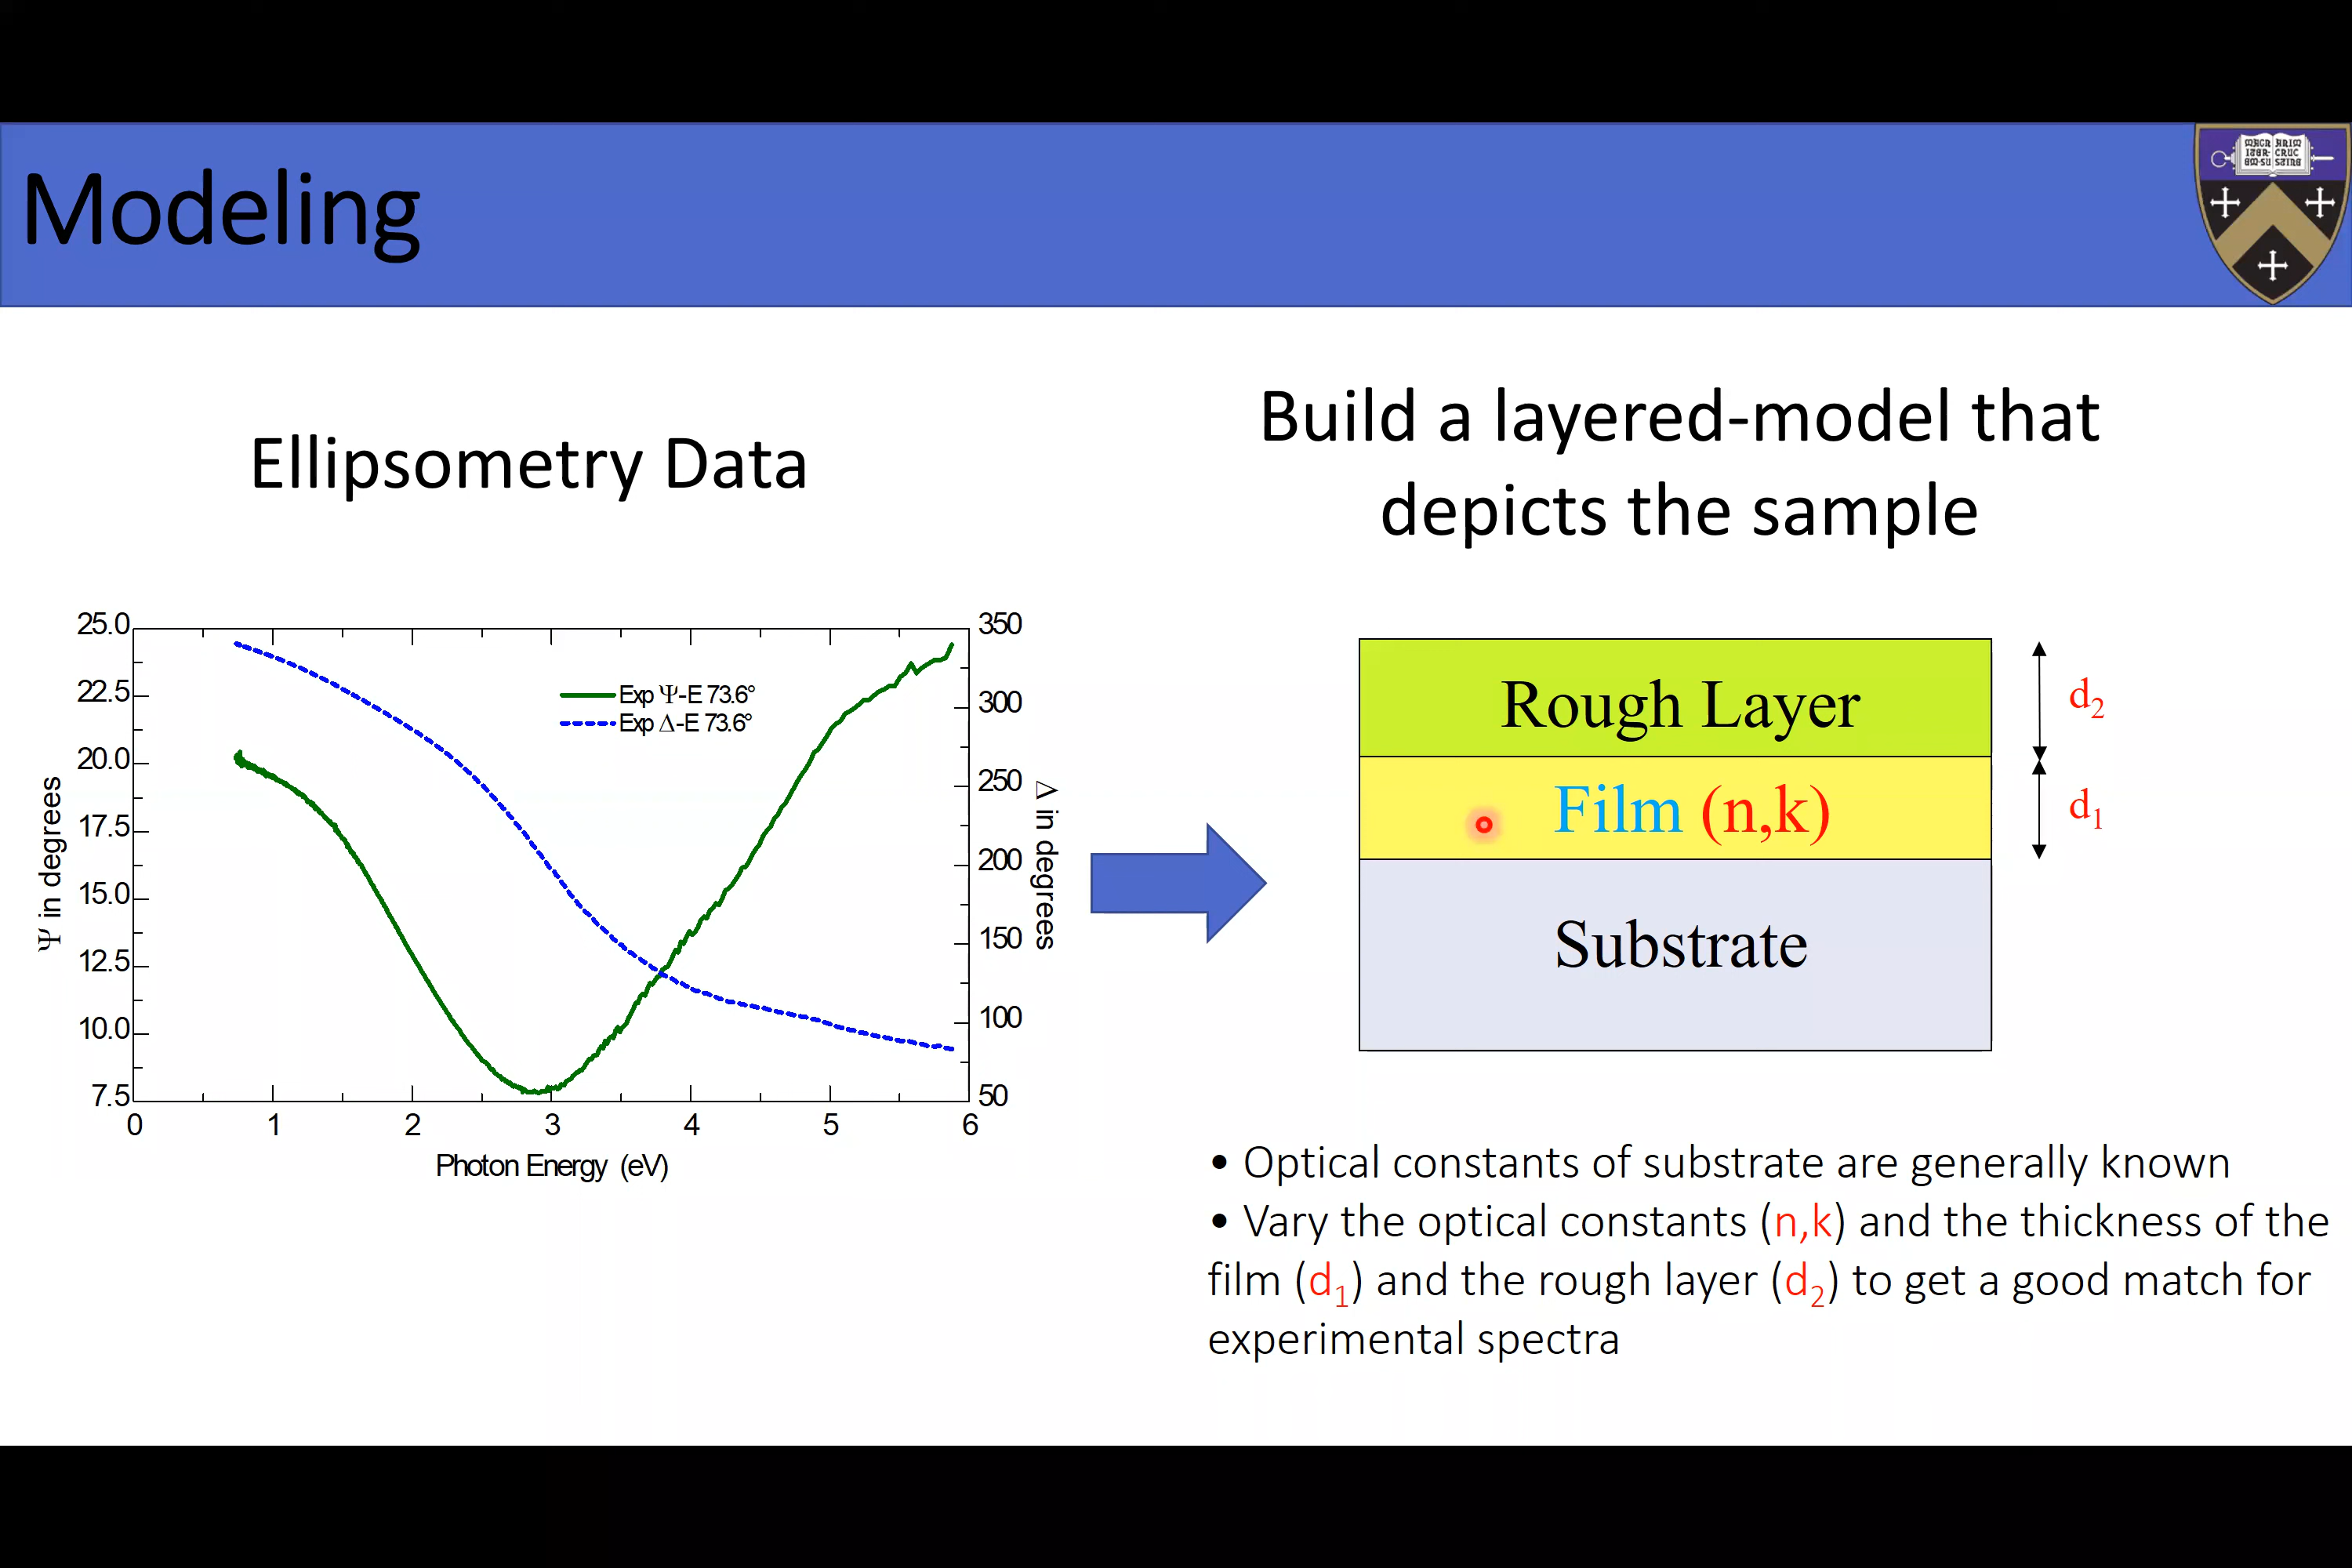 Modeling
Ellipsometry Data
Build a layered-model that
depicts the sample
25.0
22.5
20.0
17.5
15.0
12.5
10.0
7.5
Ψ in degrees
350
300
250
200
150
100
50
Δ in degrees
Exp Ψ-E 73.6°
Exp Δ-E 73.6°
0 1 2 3 4 5 6
Photon Energy (eV)
Rough Layer
d2
Film (n,k)
d1
Substrate
• Optical constants of substrate are generally known
• Vary the optical constants (n,k) and the thickness of the
film (d1) and the rough layer (d2) to get a good match for
experimental spectra